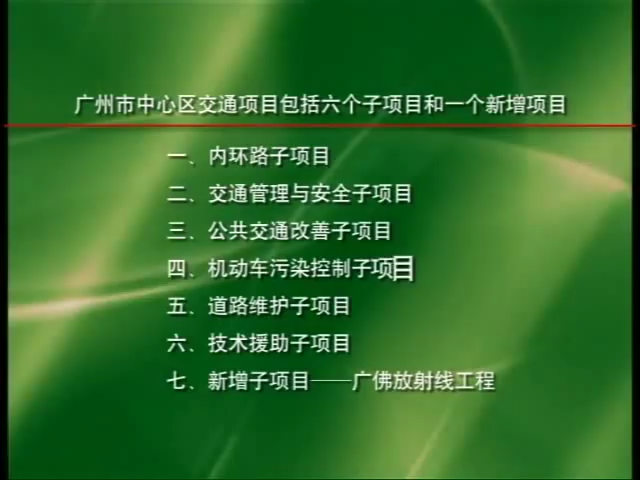 广州市中心区交通项目包括六个子项目和一个新增项目
一、内环路子项目
二、交通管理与安全子项目
三、公共交通改善子项目
四、机动车污染控制子项目
五、道路维护子项目
六、技术援助子项目
七、新增子项目——广佛放射线工程